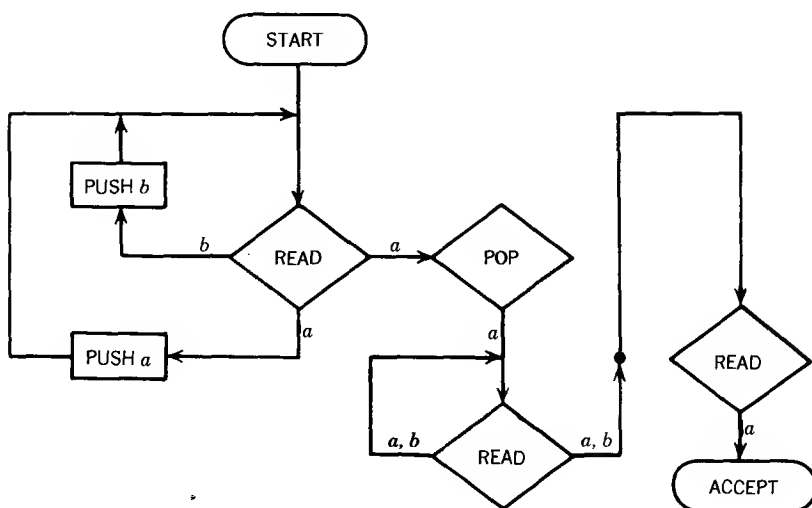 START
PUSH b
b
READ
a
POP
a
PUSH a
a
READ
a, b
READ
a, b
a
ACCEPT